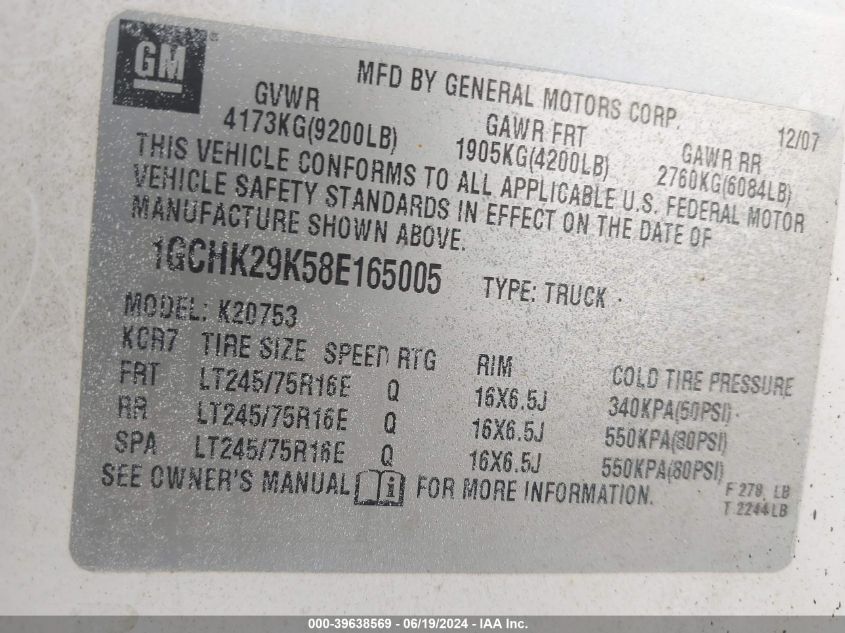 GM
MFD BY GENERAL MOTORS CORP. 12/07
GVWR GAWR FRT GAWR RR
4173KG(9200LB) 1905KG(4200LB) 2760KG(6084LB)
THIS VEHICLE CONFORMS TO ALL APPLICABLE U.S. FEDERAL MOTOR
VEHICLE SAFETY STANDARDS IN EFFECT ON THE DATE OF
MANUFACTURE SHOWN ABOVE.
1GCHK29K58E165005 TYPE: TRUCK
MODEL: K20753
KCR7 TIRE SIZE SPEED RTG RIM COLD TIRE PRESSURE
FRT LT245/75R16E Q 16X6.5J 340KPA(50PSI)
RR LT245/75R16E Q 16X6.5J 550KPA(80PSI)
SPA LT245/75R16E Q 16X6.5J 550KPA(80PSI)
SEE OWNER'S MANUAL i FOR MORE INFORMATION.
F LB
T 2244LB
000-39638569 - 06/19/2024 - IAA Inc.